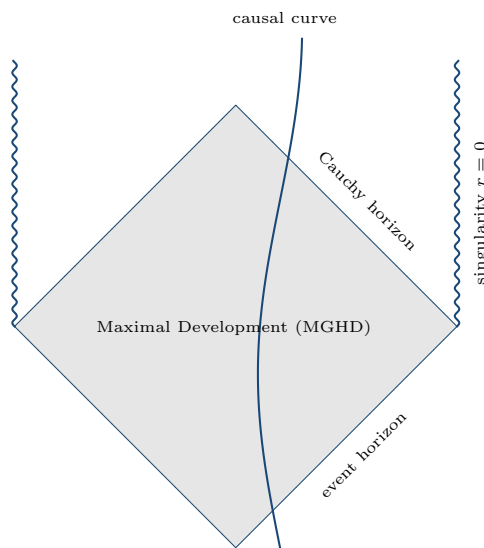 causal curve
Cauchy horizon
singularity r = 0
Maximal Development (MGHD)
event horizon